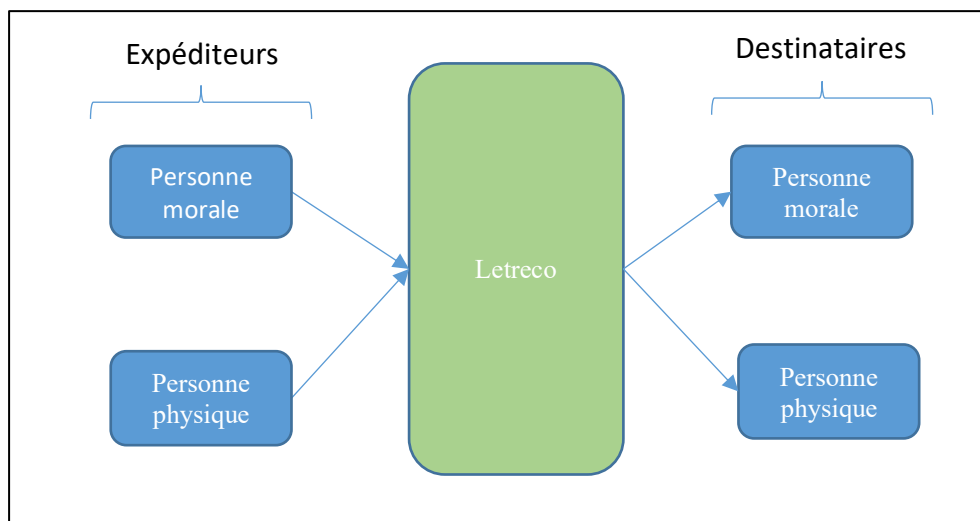 Expéditeurs
Destinataires
Personne
morale
Personne
morale
Letreco
Personne
physique
Personne
physique